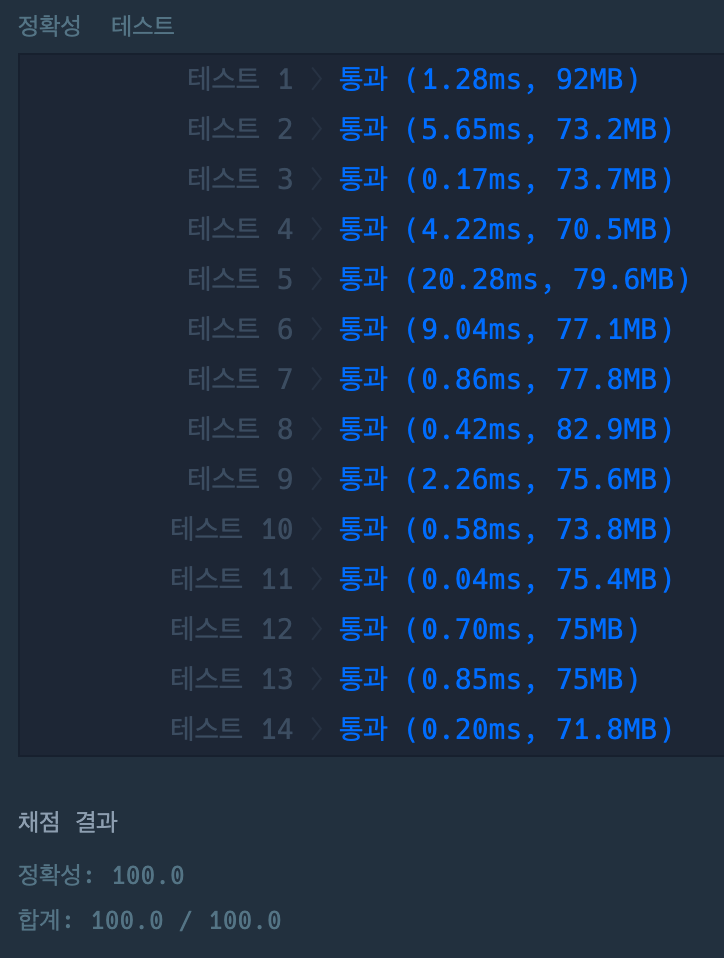 정확성 테스트
테스트 1 〉 통과 (1.28ms, 92MB)
테스트 2 〉 통과 (5.65ms, 73.2MB)
테스트 3 〉 통과 (0.17ms, 73.7MB)
테스트 4 〉 통과 (4.22ms, 70.5MB)
테스트 5 〉 통과 (20.28ms, 79.6MB)
테스트 6 〉 통과 (9.04ms, 77.1MB)
테스트 7 〉 통과 (0.86ms, 77.8MB)
테스트 8 〉 통과 (0.42ms, 82.9MB)
테스트 9 〉 통과 (2.26ms, 75.6MB)
테스트 10 〉 통과 (0.58ms, 73.8MB)
테스트 11 〉 통과 (0.04ms, 75.4MB)
테스트 12 〉 통과 (0.70ms, 75MB)
테스트 13 〉 통과 (0.85ms, 75MB)
테스트 14 〉 통과 (0.20ms, 71.8MB)
채점 결과
정확성: 100.0
합계: 100.0 / 100.0